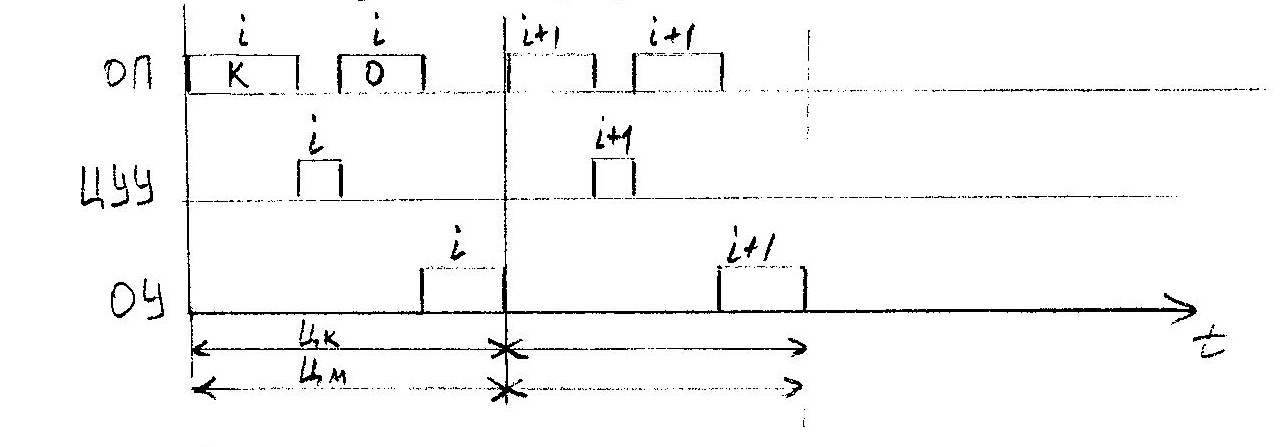 i i i+1 i+1
ОП К О
i i+1
ЦУУ
i i+1
ОУ
t
Цк
Цм